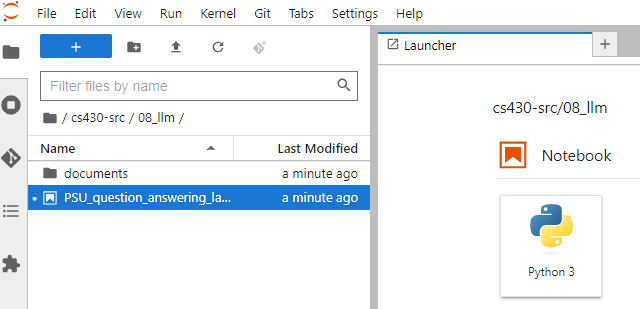 File Edit View Run Kernel Git Tabs Settings Help
+
Filter files by name
/ cs430-src / 08_llm /
Name Last Modified
documents a minute ago
PSU_question_answering_la... a minute ago
Launcher +
cs430-src/08_llm
Notebook
Python 3